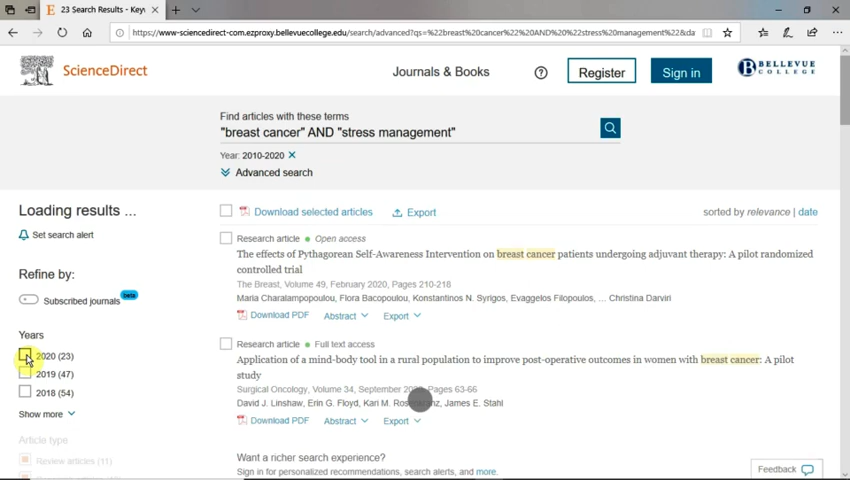 23 Search Results - Key
https://www-sciencedirect-com.ezproxy.bellevuecollege.edu/search/advanced?qs=%22breast%20cancer%22%20AND%20%22stress%20management%22&da
ScienceDirect
Journals & Books
?
Register
Sign in
BELLEVUE
COLLEGE
Find articles with these terms
"breast cancer" AND "stress management"
Year: 2010-2020 ×
Advanced search
Loading results ...
Download selected articles
Export
sorted by relevance | date
Set search alert
Refine by:
Subscribed journals
beta
Years
2020 (23)
2019 (47)
2018 (54)
Show more
Article type
Review articles (11)
Research article • Open access
The effects of Pythagorean Self-Awareness Intervention on breast cancer patients undergoing adjuvant therapy: A pilot randomized
controlled trial
The Breast, Volume 49, February 2020, Pages 210-218
Maria Charalampopoulou, Flora Bacopoulou, Konstantinos N. Syrigos, Evaggelos Filopoulos, ... Christina Darviri
Download PDF
Abstract
Export
Research article • Full text access
Application of a mind-body tool in a rural population to improve post-operative outcomes in women with breast cancer: A pilot
study
Surgical Oncology, Volume 34, September Pages 63-66
David J. Linshaw, Erin G. Floyd, Kari M. James E. Stahl
Download PDF
Abstract
Export
Want a richer search experience?
Sign in for personalized recommendations, search alerts, and more.
Feedback